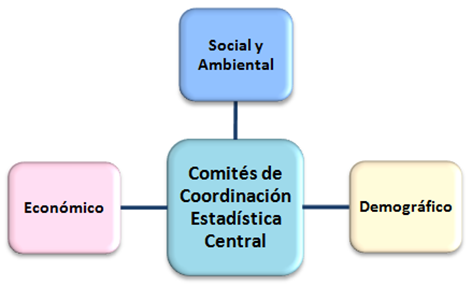 Social y
Ambiental
Económico
Comités de
Coordinación
Estadística
Central
Demográfico